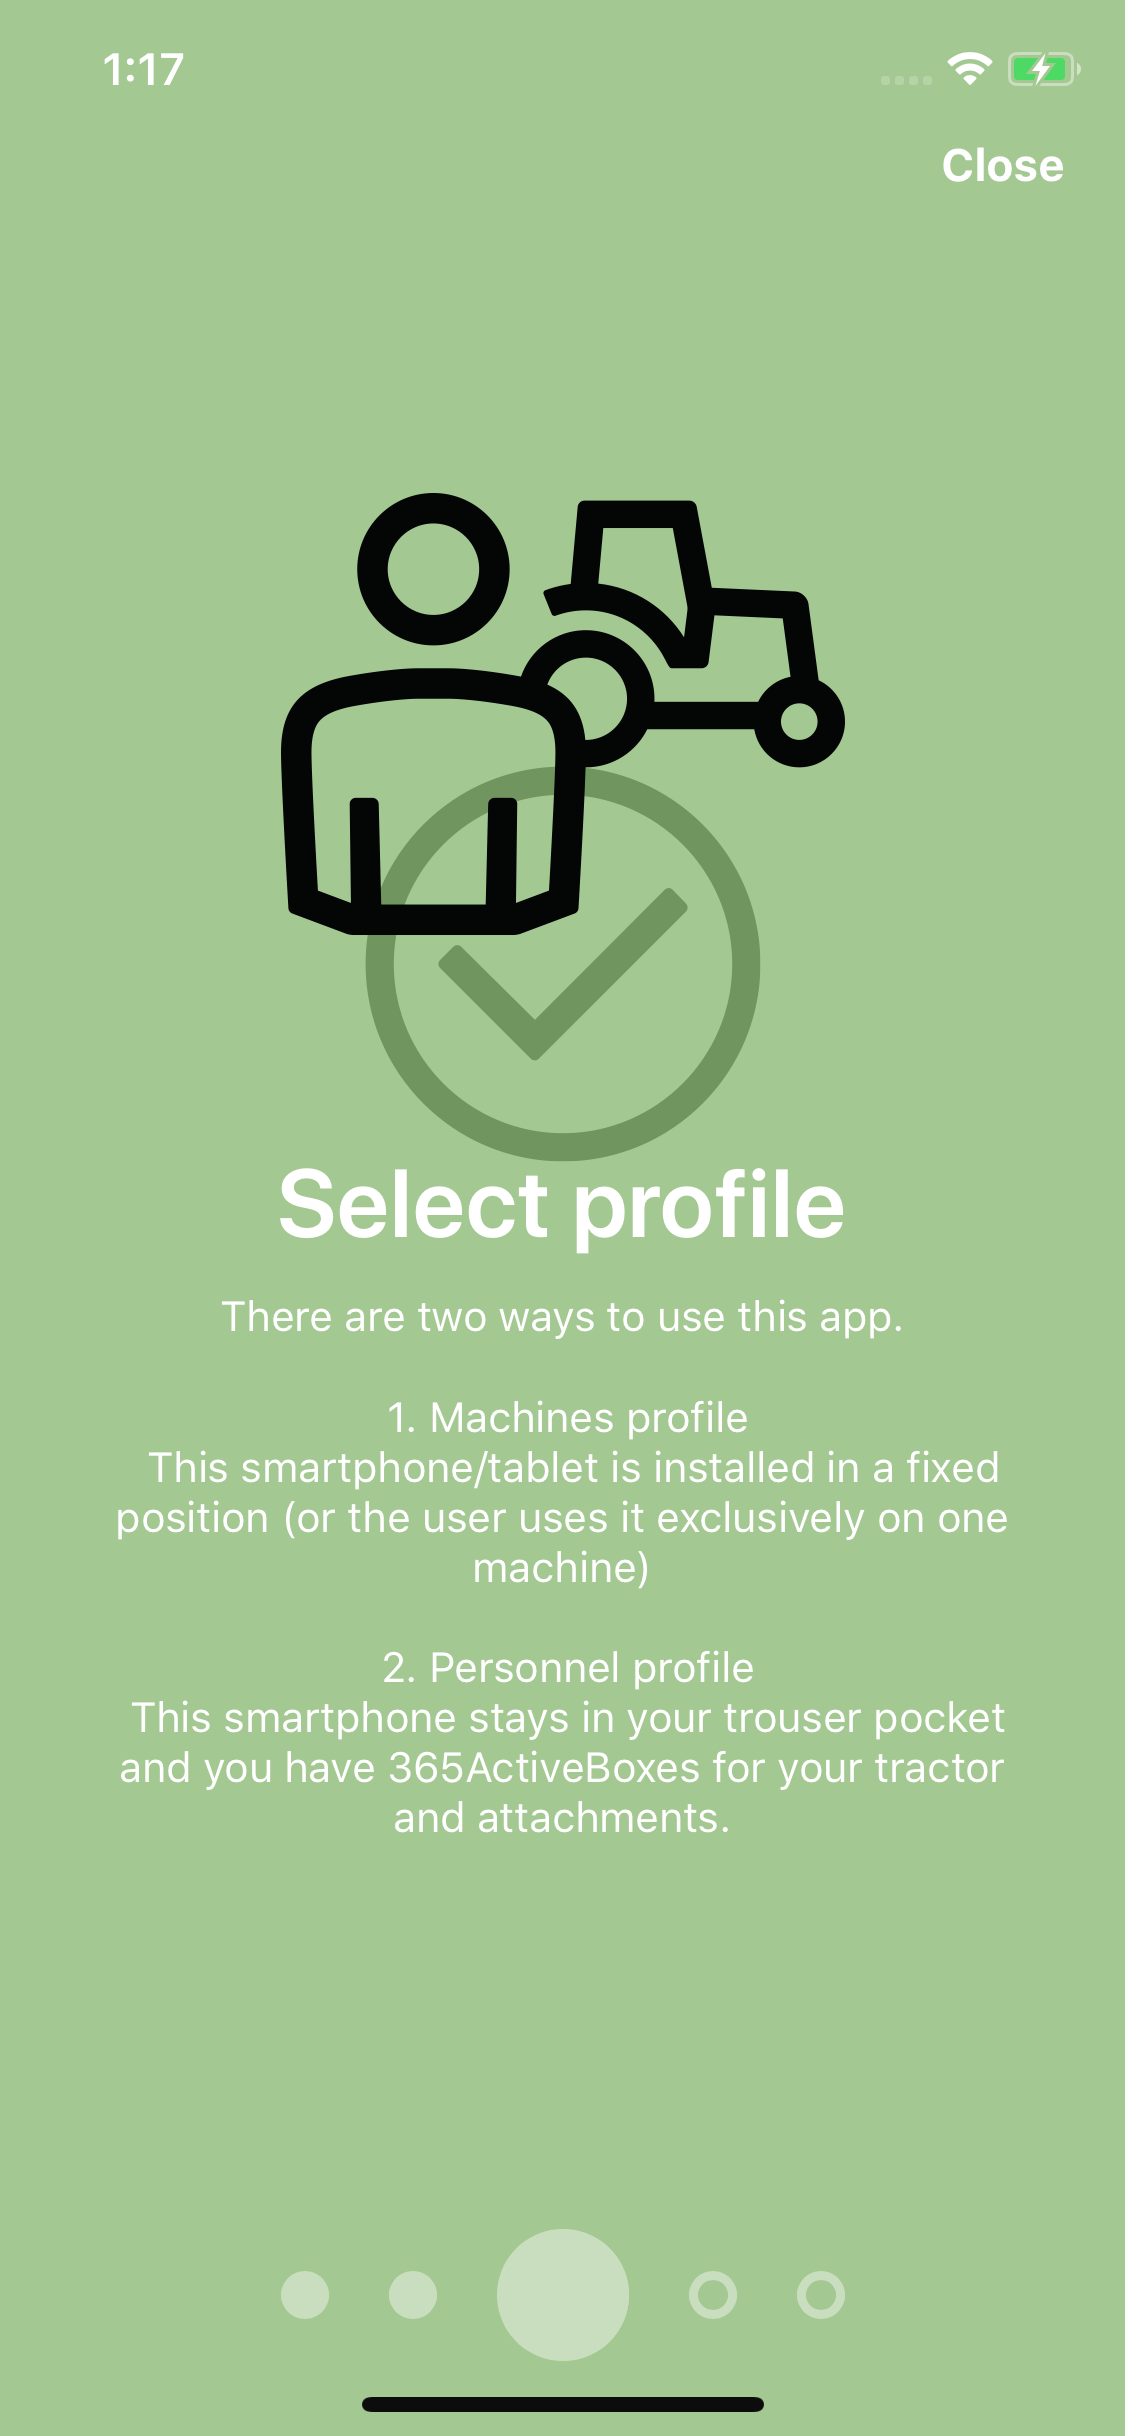 1:17
Close
Select profile
There are two ways to use this app.
1. Machines profile
This smartphone/tablet is installed in a fixed
position (or the user uses it exclusively on one
machine)
2. Personnel profile
This smartphone stays in your trouser pocket
and you have 365ActiveBoxes for your tractor
and attachments.